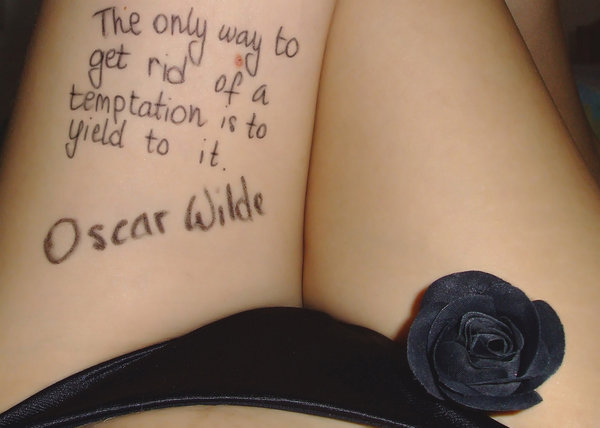 The only way to
get rid of a
temptation is to
yield to it.
Oscar Wilde